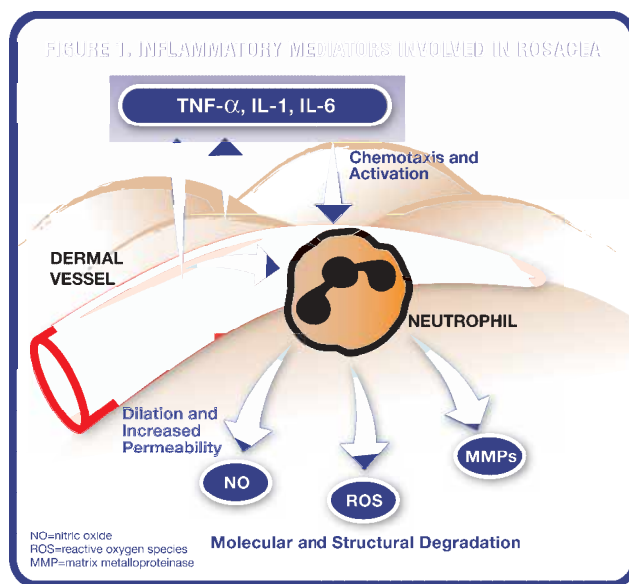 FIGURE 1. INFLAMMATORY MEDIATORS INVOLVED IN ROSACEA
TNF-α, IL-1, IL-6
Chemotaxis and
Activation
DERMAL
VESSEL
NEUTROPHIL
Dilation and
Increased
Permeability
NO
ROS
MMPs
Molecular and Structural Degradation
NO=nitric oxide
ROS=reactive oxygen species
MMP=matrix metalloproteinase